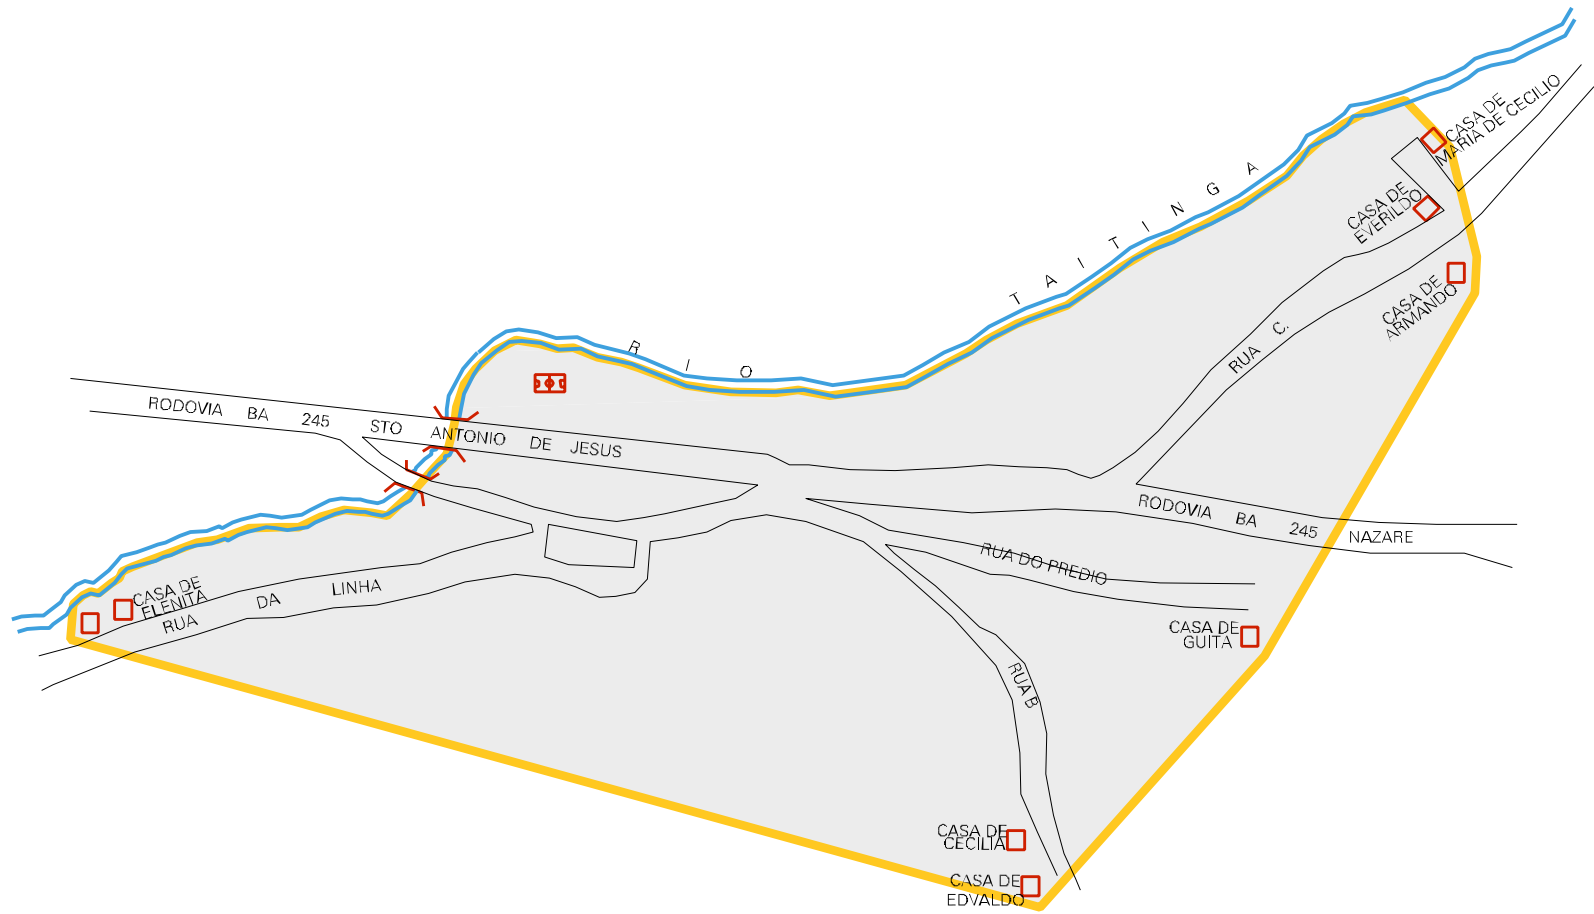 CASA DE
MARIA DE CECILIO
CASA DE
EVERILDO
CASA DE
ARMANDO
RIO TAITINGA
RUA C.
RODOVIA BA 245 STO ANTONIO DE JESUS
RODOVIA BA 245 NAZARE
RUA DO PREDIO
CASA DE
ELENITA
RUA DA LINHA
CASA DE
GUITA
RUA B
CASA DE
CECILIA
CASA DE
EDVALDO